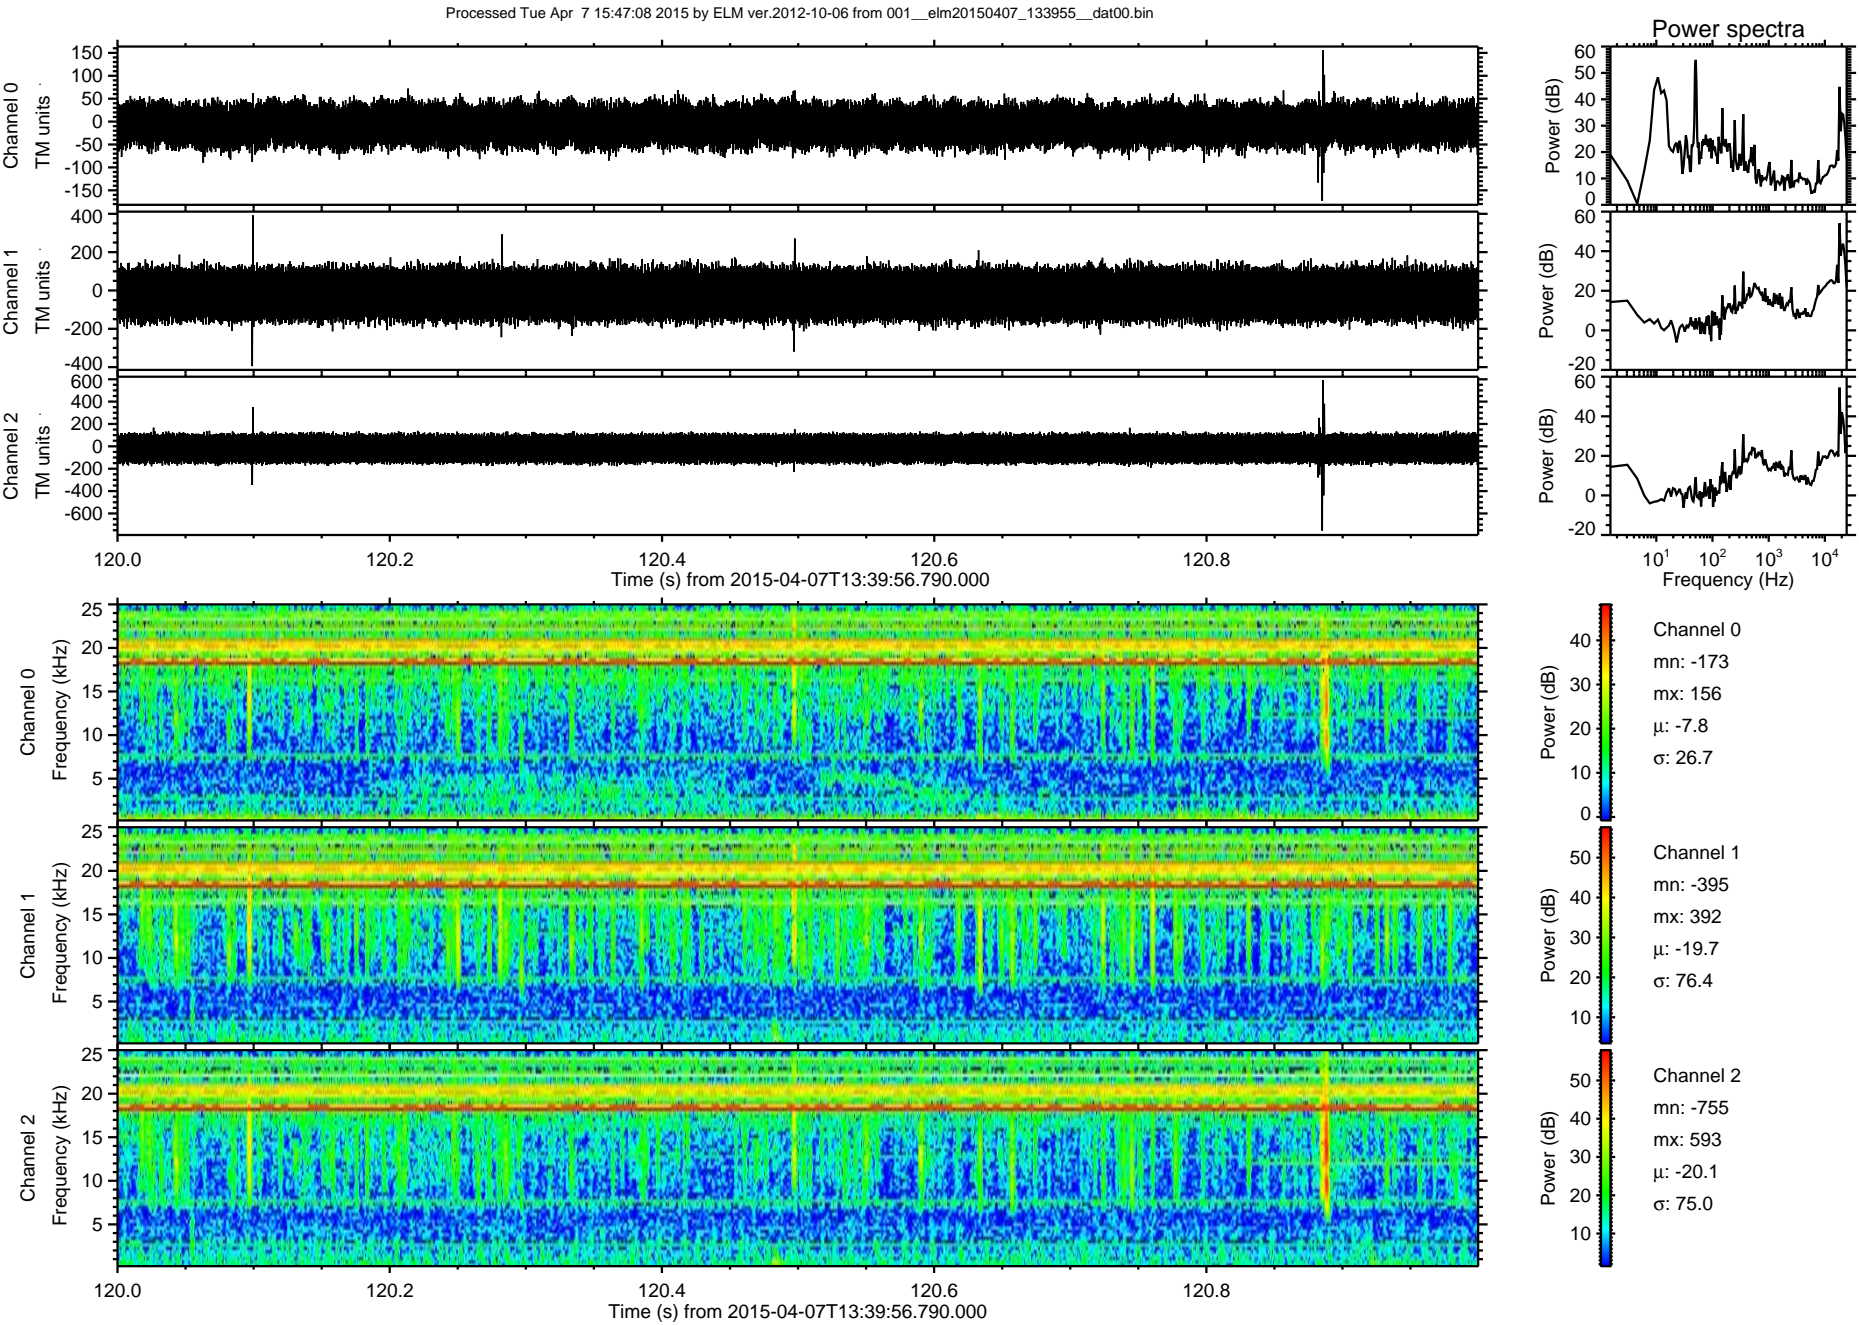 Processed Tue Apr 7 15:47:08 2015 by ELM ver.2012-10-06 from 001__elm20150407_133955__dat00.bin
Power spectra
Channel 0
TM units
150
100
50
0
-50
-100
-150
Power (dB)
60
50
40
30
20
10
0
Channel 1
TM units
400
200
0
-200
-400
Power (dB)
60
40
20
0
-20
Channel 2
TM units
600
400
200
0
-200
-400
-600
Power (dB)
60
40
20
0
-20
120.0 120.2 120.4 120.6 120.8
Time (s) from 2015-04-07T13:39:56.790.000
10¹ 10² 10³ 10⁴
Frequency (Hz)
Channel 0
Frequency (kHz)
25
20
15
10
5
Power (dB)
40
30
20
10
0
Channel 0
mn: -173
mx: 156
μ: -7.8
σ: 26.7
Channel 1
Frequency (kHz)
25
20
15
10
5
Power (dB)
50
40
30
20
10
Channel 1
mn: -395
mx: 392
μ: -19.7
σ: 76.4
Channel 2
Frequency (kHz)
25
20
15
10
5
Power (dB)
50
40
30
20
10
Channel 2
mn: -755
mx: 593
μ: -20.1
σ: 75.0
120.0 120.2 120.4 120.6 120.8
Time (s) from 2015-04-07T13:39:56.790.000